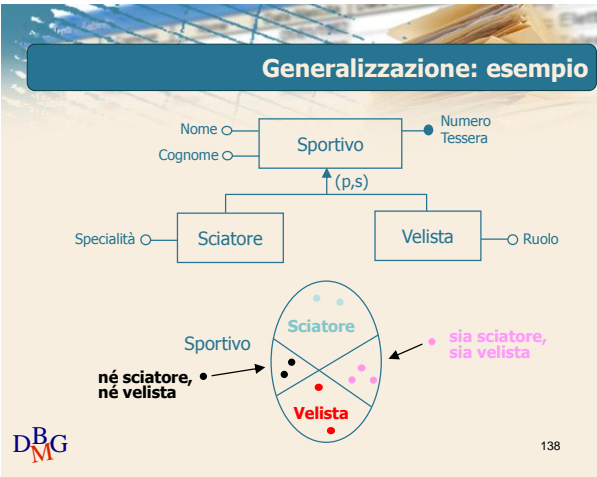 Generalizzazione: esempio
Nome
Cognome
Sportivo
Numero
Tessera
(p,s)
Specialità
Sciatore
Velista
Ruolo
Sciatore
Sportivo
sia sciatore,
sia velista
né sciatore,
né velista
Velista
DBMG
138